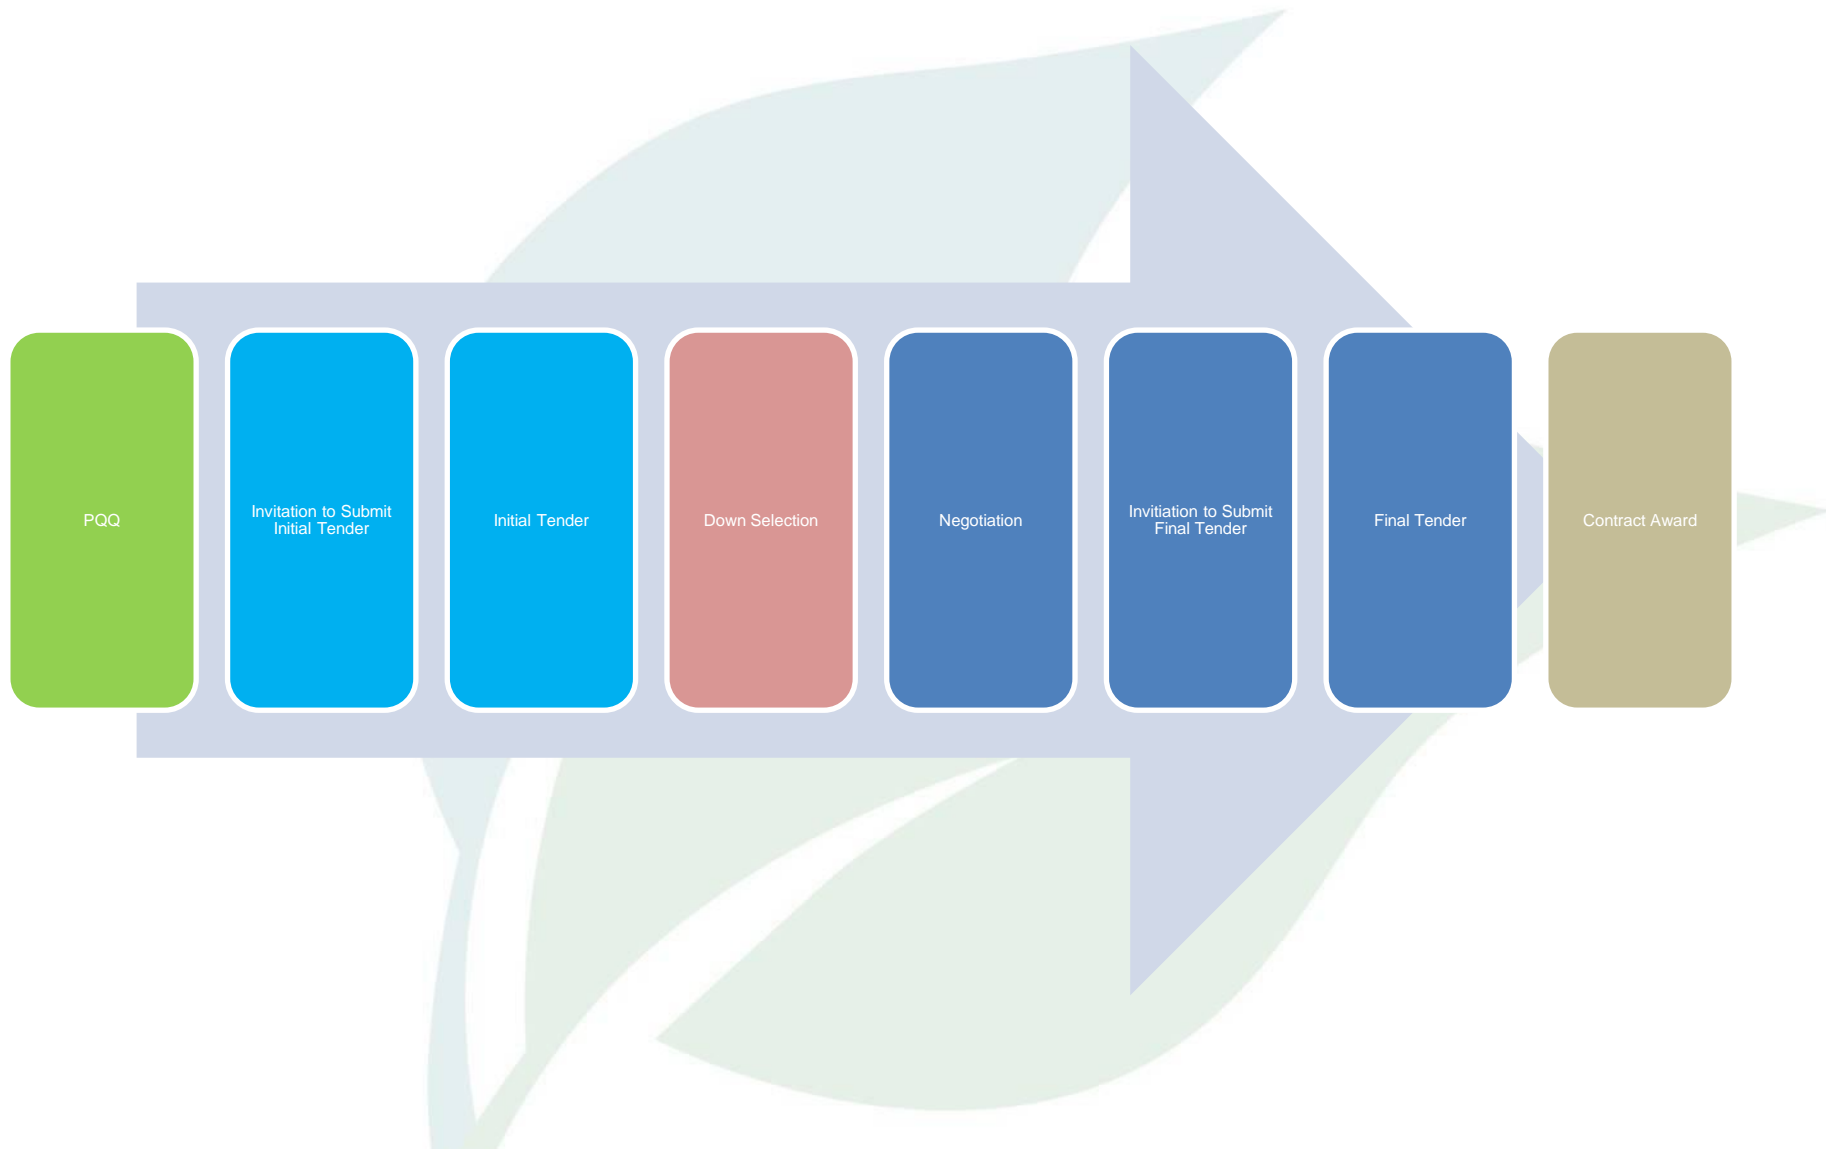 PQQ
Invitation to Submit
Initial Tender
Initial Tender
Down Selection
Negotiation
Invitiation to Submit
Final Tender
Final Tender
Contract Award